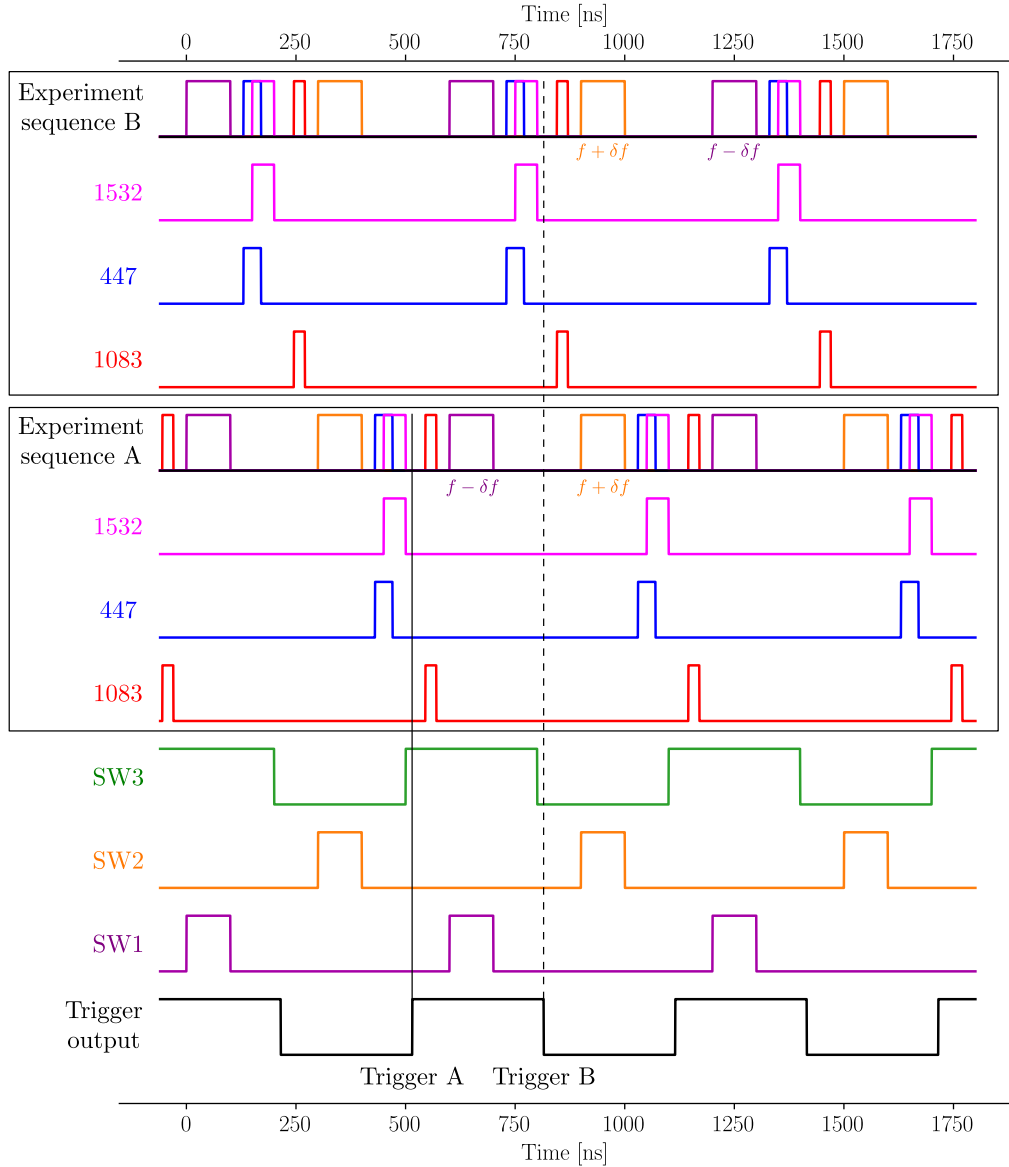 Time [ns]
0 250 500 750 1000 1250 1500 1750
Experiment
sequence B
f + δf f − δf
1532
447
1083
Experiment
sequence A
f − δf f + δf
1532
447
1083
SW3
SW2
SW1
Trigger
output
Trigger A Trigger B
0 250 500 750 1000 1250 1500 1750
Time [ns]